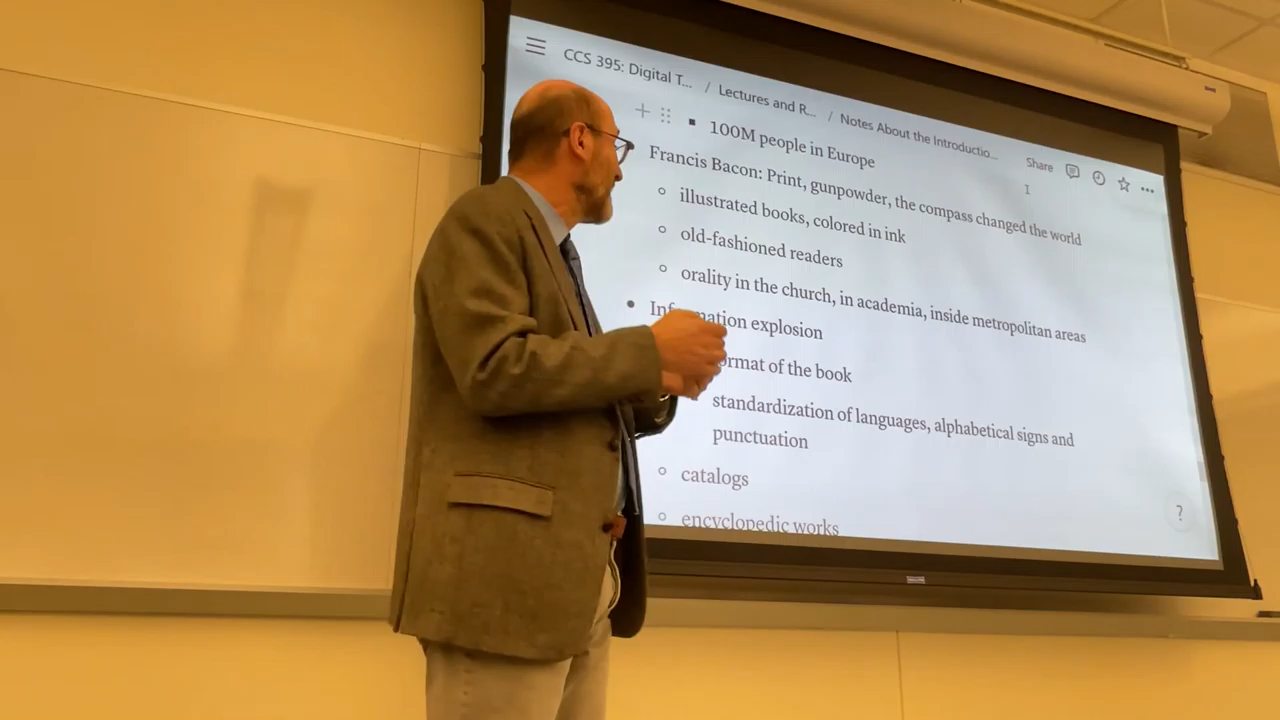 CCS 395: Digital T... / Lectures and R... / Notes About the Introductio...
Share
100M people in Europe
Francis Bacon: Print, gunpowder, the compass changed the world
illustrated books, colored in ink
old-fashioned readers
orality in the church, in academia, inside metropolitan areas
explosion
of the book
standardization of languages, alphabetical signs and
punctuation
catalogs
encyclopedic works
?